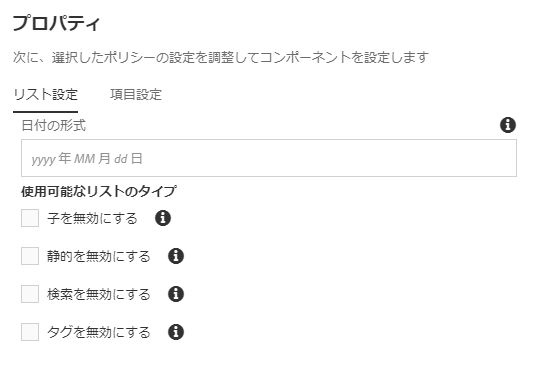 プロパティ
次に、選択したポリシーの設定を調整してコンポーネントを設定します
リスト設定 項目設定
日付の形式
yyyy 年 MM 月 dd 日
使用可能なリストのタイプ
子を無効にする
静的を無効にする
検索を無効にする
タグを無効にする